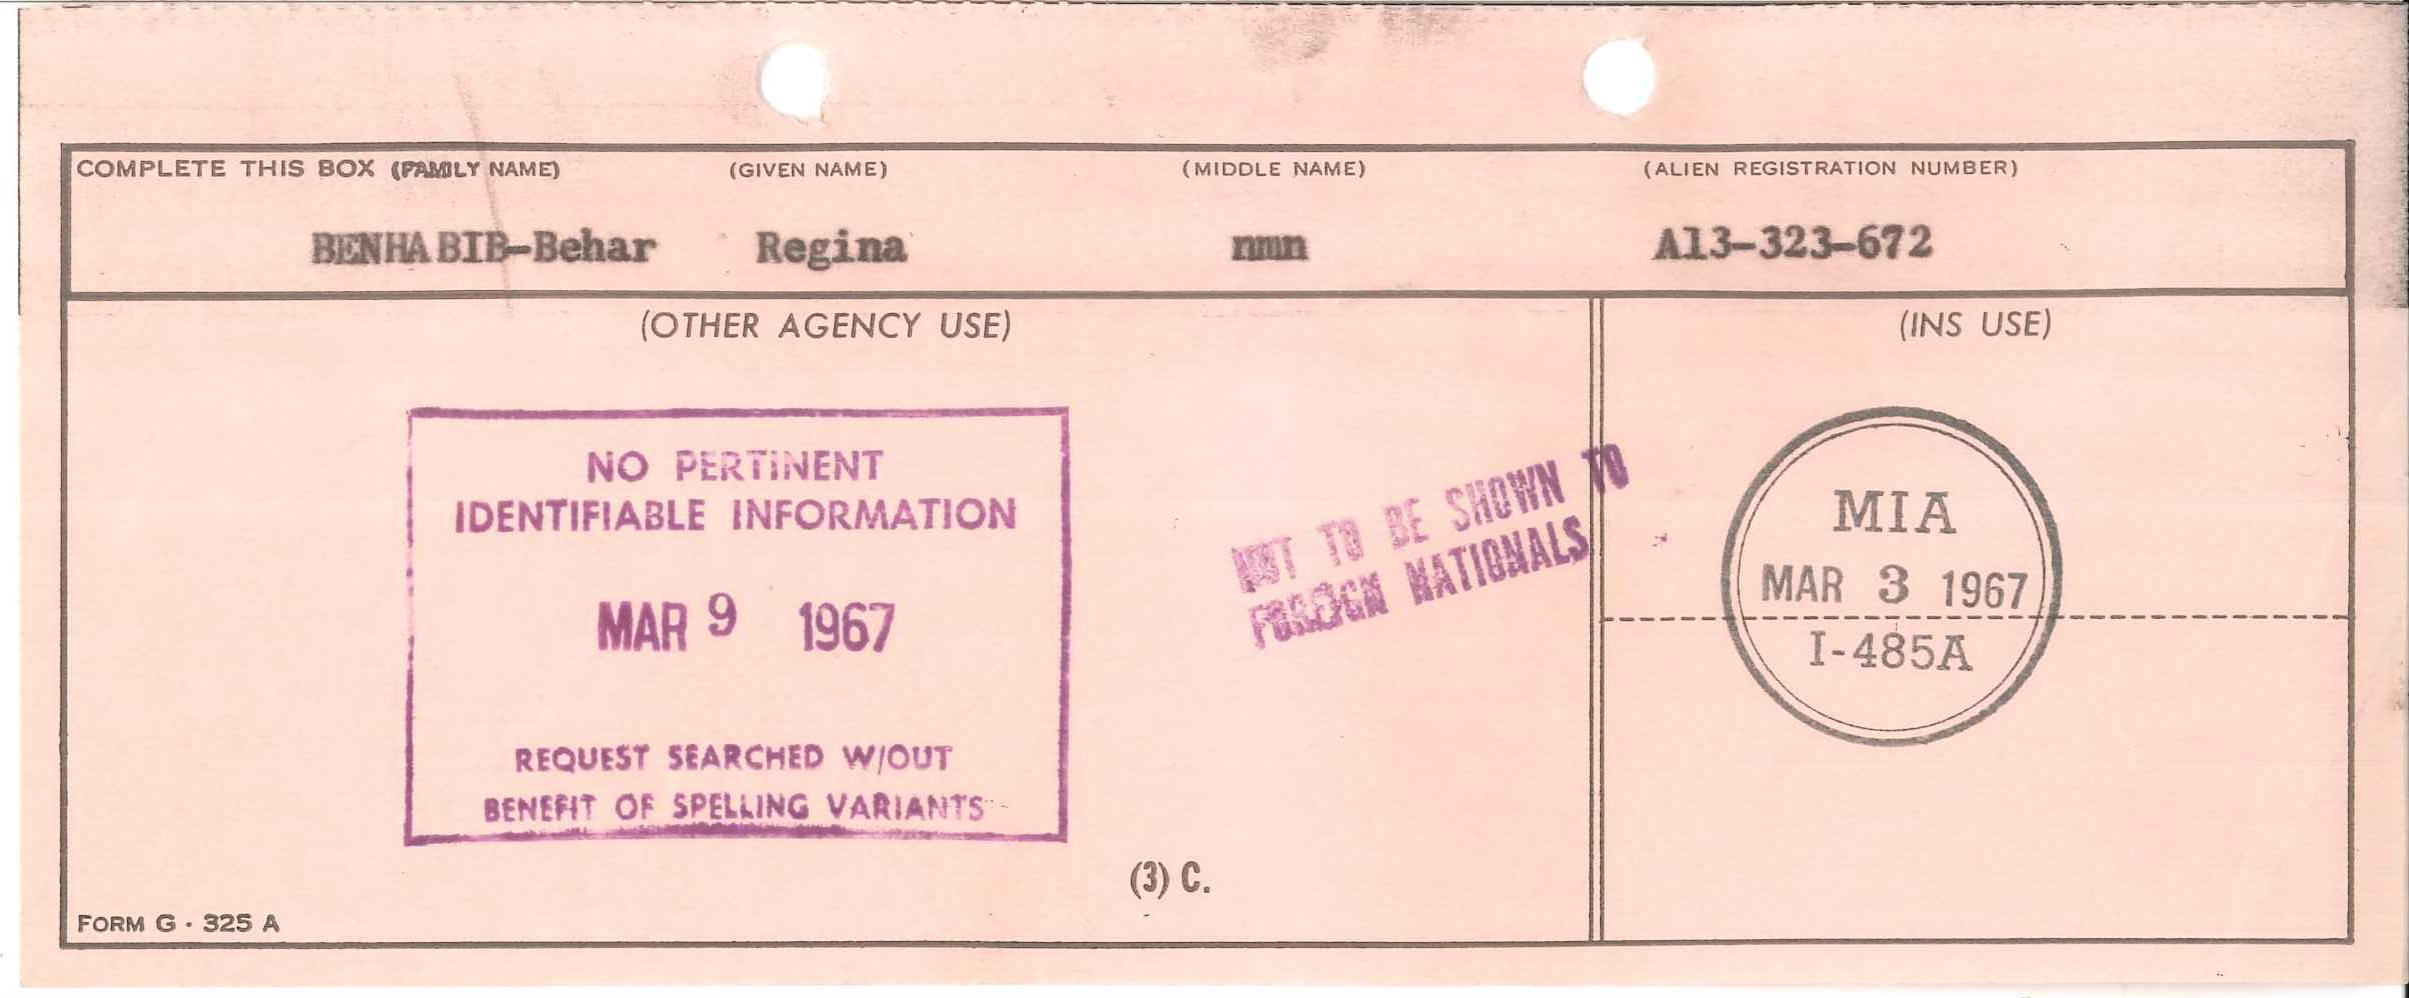 COMPLETE THIS BOX (FAMILY NAME) (GIVEN NAME) (MIDDLE NAME) (ALIEN REGISTRATION NUMBER)
BENHABIB-Behar Regina nmn A13-323-672
(OTHER AGENCY USE)
(INS USE)
NO PERTINENT
IDENTIFIABLE INFORMATION
MAR 9 1967
REQUEST SEARCHED W/OUT
BENEFIT OF SPELLING VARIANTS
NOT TO BE SHOWN TO
FOREIGN NATIONALS
MIA
MAR 3 1967
I-485A
(3) C.
FORM G - 325 A